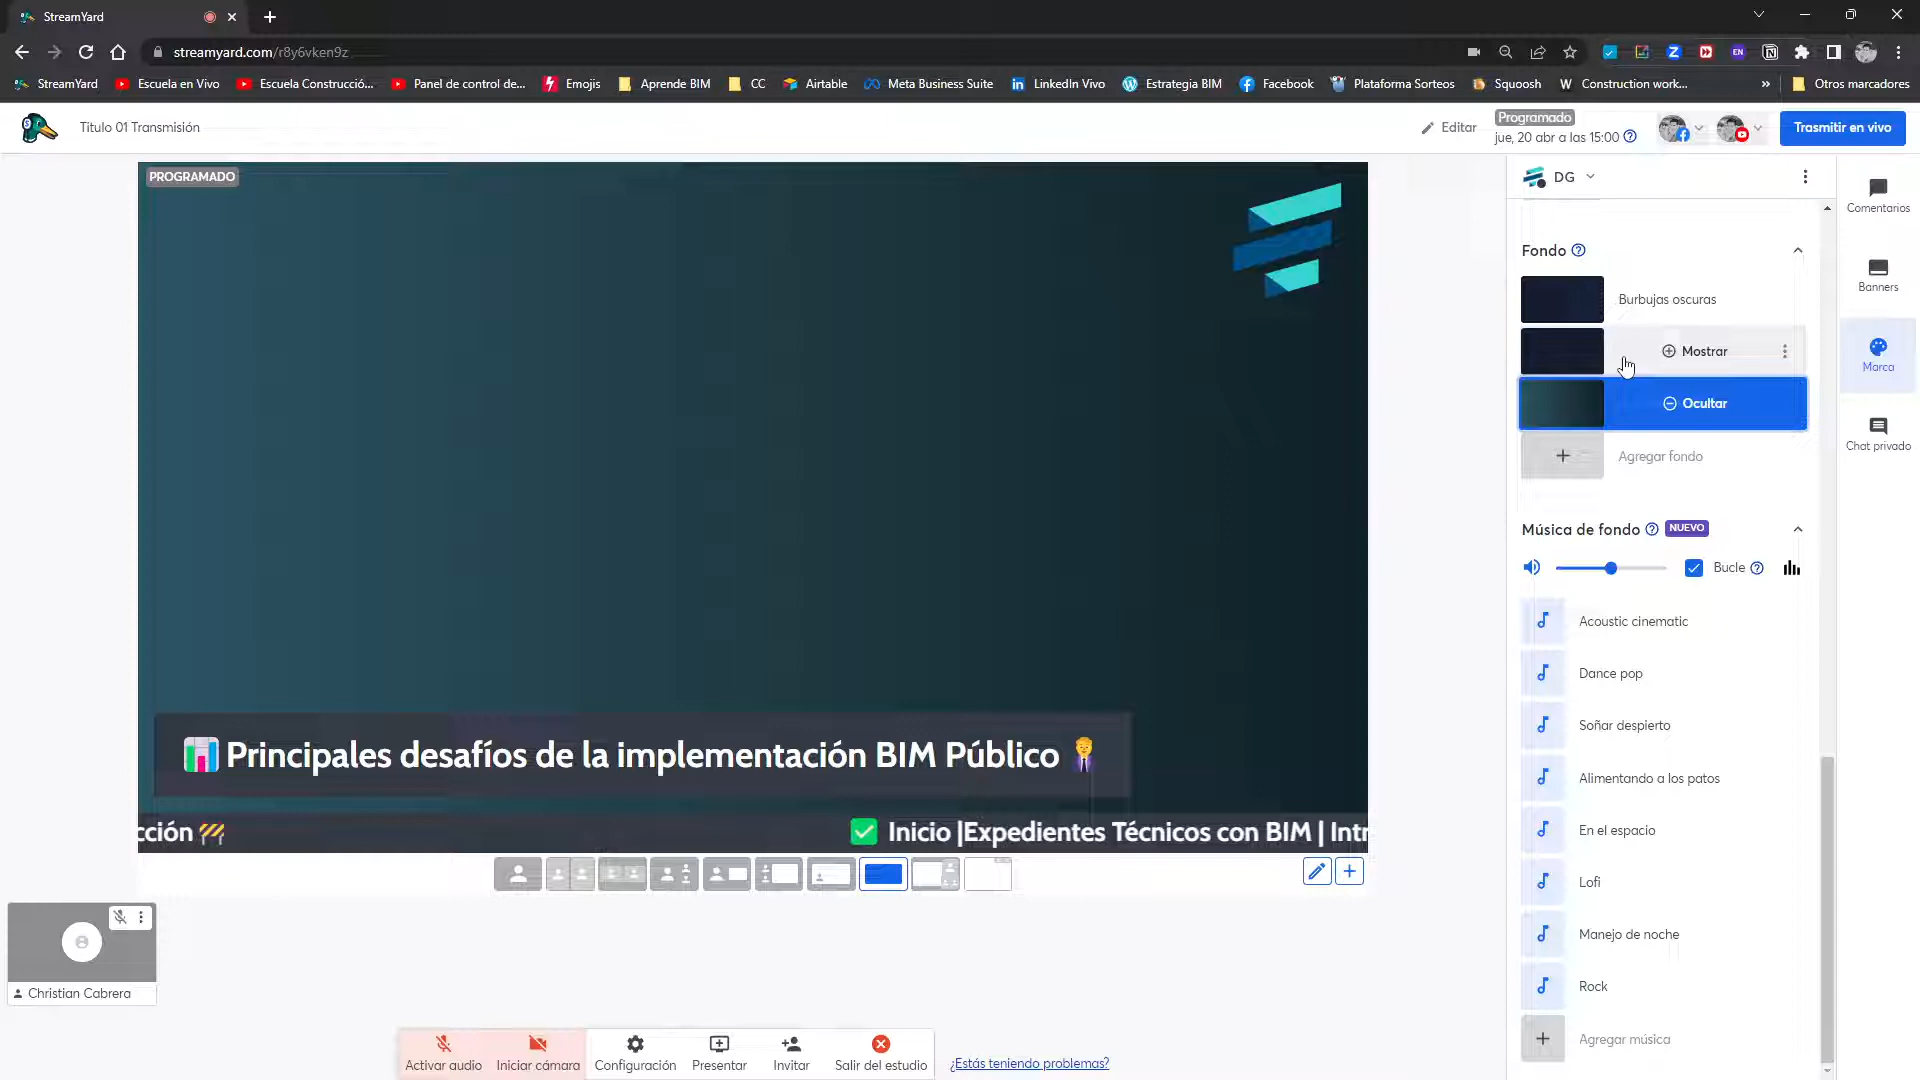 StreamYard
streamyard.com/r8y6vken9z
StreamYard
Escuela en Vivo
Escuela Construcció...
Panel de control de...
Emojis
Aprende BIM
CC
Airtable
Meta Business Suite
LinkedIn Vivo
Estrategia BIM
Facebook
Plataforma Sorteos
Squoosh
Construction work...
»
Otros marcadores
Titulo 01 Transmisión
Editar
Programado
jue, 20 abr a las 15:00
Trasmitir en vivo
PROGRAMADO
DG
Comentarios
Banners
Marca
Chat privado
Fondo
Burbujas oscuras
Mostrar
Ocultar
Agregar fondo
Música de fondo
NUEVO
Bucle
Acoustic cinematic
Dance pop
Soñar despierto
Alimentando a los patos
En el espacio
Lofi
Manejo de noche
Rock
Agregar música
📊 Principales desafíos de la implementación BIM Público 👨‍💼
cción 🚧 ✅ Inicio |Expedientes Técnicos con BIM | Intr
Christian Cabrera
Activar audio
Iniciar cámara
Configuración
Presentar
Invitar
Salir del estudio
¿Estás teniendo problemas?